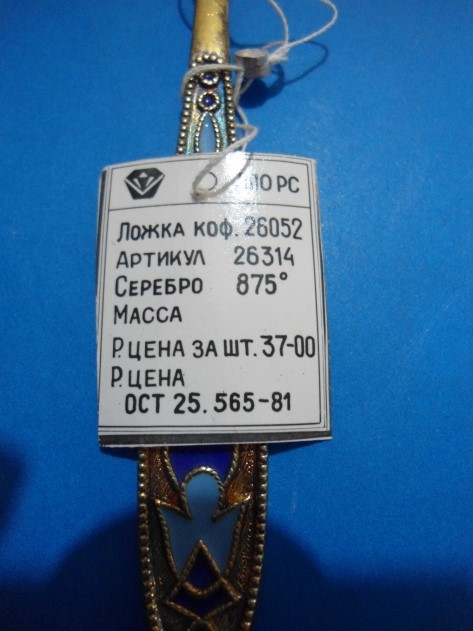 Ложка коф. 26052
Артикул 26314
Серебро 875°
Масса
Р. цена за шт. 37-00
Р. цена
ОСТ 25. 565-81